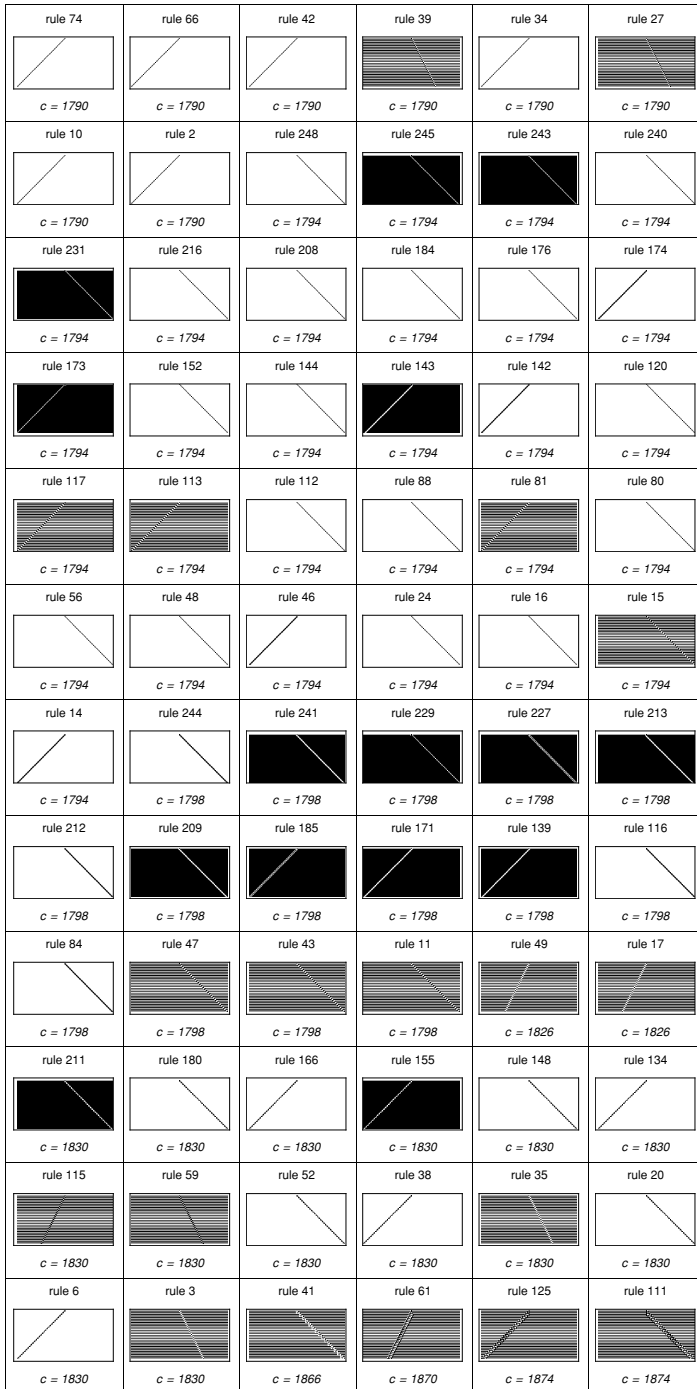 rule 74 rule 66 rule 42 rule 39 rule 34 rule 27
c = 1790 c = 1790 c = 1790 c = 1790 c = 1790 c = 1790
rule 10 rule 2 rule 248 rule 245 rule 243 rule 240
c = 1790 c = 1790 c = 1794 c = 1794 c = 1794 c = 1794
rule 231 rule 216 rule 208 rule 184 rule 176 rule 174
c = 1794 c = 1794 c = 1794 c = 1794 c = 1794 c = 1794
rule 173 rule 152 rule 144 rule 143 rule 142 rule 120
c = 1794 c = 1794 c = 1794 c = 1794 c = 1794 c = 1794
rule 117 rule 113 rule 112 rule 88 rule 81 rule 80
c = 1794 c = 1794 c = 1794 c = 1794 c = 1794 c = 1794
rule 56 rule 48 rule 46 rule 24 rule 16 rule 15
c = 1794 c = 1794 c = 1794 c = 1794 c = 1794 c = 1794
rule 14 rule 244 rule 241 rule 229 rule 227 rule 213
c = 1794 c = 1798 c = 1798 c = 1798 c = 1798 c = 1798
rule 212 rule 209 rule 185 rule 171 rule 139 rule 116
c = 1798 c = 1798 c = 1798 c = 1798 c = 1798 c = 1798
rule 84 rule 47 rule 43 rule 11 rule 49 rule 17
c = 1798 c = 1798 c = 1798 c = 1798 c = 1826 c = 1826
rule 211 rule 180 rule 166 rule 155 rule 148 rule 134
c = 1830 c = 1830 c = 1830 c = 1830 c = 1830 c = 1830
rule 115 rule 59 rule 52 rule 38 rule 35 rule 20
c = 1830 c = 1830 c = 1830 c = 1830 c = 1830 c = 1830
rule 6 rule 3 rule 41 rule 61 rule 125 rule 111
c = 1830 c = 1830 c = 1866 c = 1870 c = 1874 c = 1874